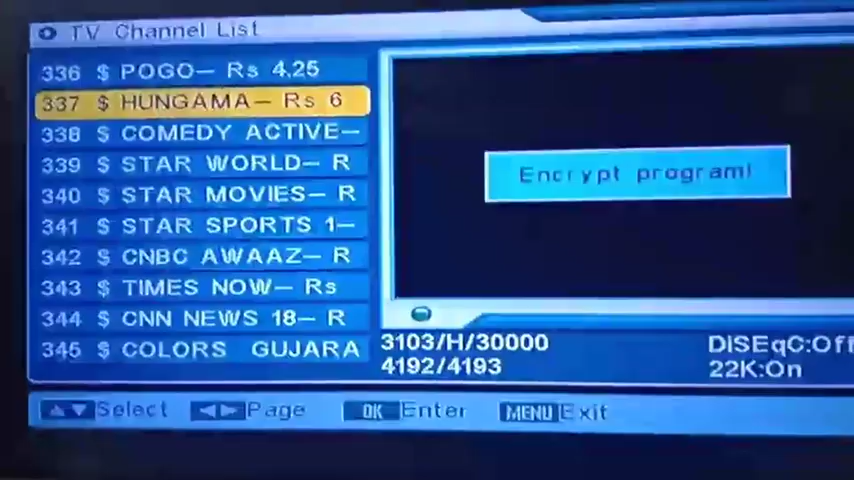 TV Channel List
336 $ POGO— Rs 4.25
337 $ HUNGAMA— Rs 6
338 $ COMEDY ACTIVE—
339 $ STAR WORLD— R
340 $ STAR MOVIES— R
341 $ STAR SPORTS 1—
342 $ CNBC AWAAZ— R
343 $ TIMES NOW— Rs
344 $ CNN NEWS 18— R
345 $ COLORS GUJARA
Encrypt program!
3103/H/30000
4192/4193
DiSEqC:Off
22K:On
Select Page OK Enter MENU Exit